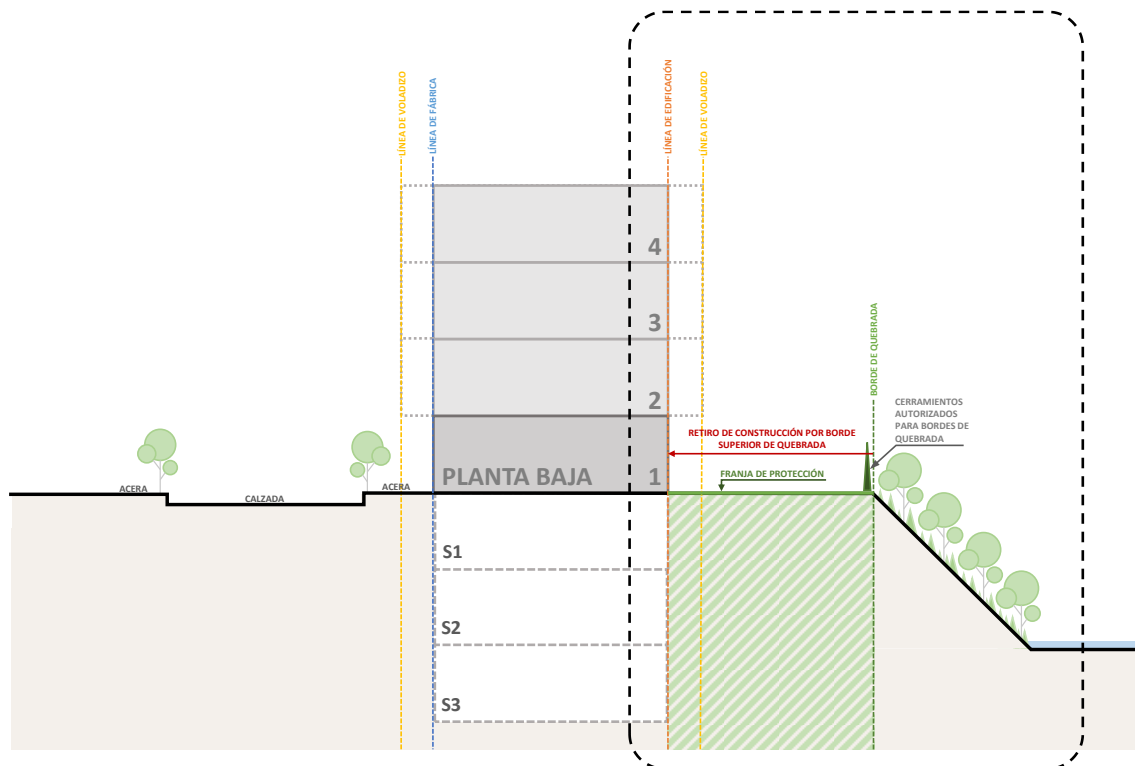 LÍNEA DE VOLADIZO
LÍNEA DE FÁBRICA
LÍNEA DE EDIFICACIÓN
LÍNEA DE VOLADIZO
4
3
2
BORDE DE QUEBRADA
CERRAMIENTOS
AUTORIZADOS
PARA BORDES DE
QUEBRADA
RETIRO DE CONSTRUCCIÓN POR BORDE
SUPERIOR DE QUEBRADA
FRANJA DE PROTECCIÓN
PLANTA BAJA 1
ACERA
CALZADA
ACERA
S1
S2
S3